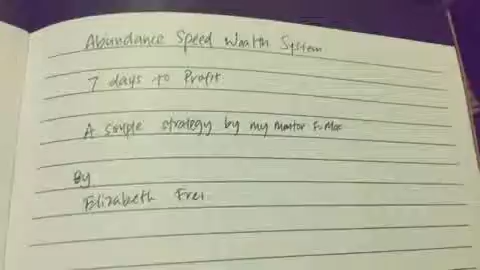 Abundance Speed Wealth System
7 days to Profit
A simple strategy by my mentor
By
Elizabeth Frei